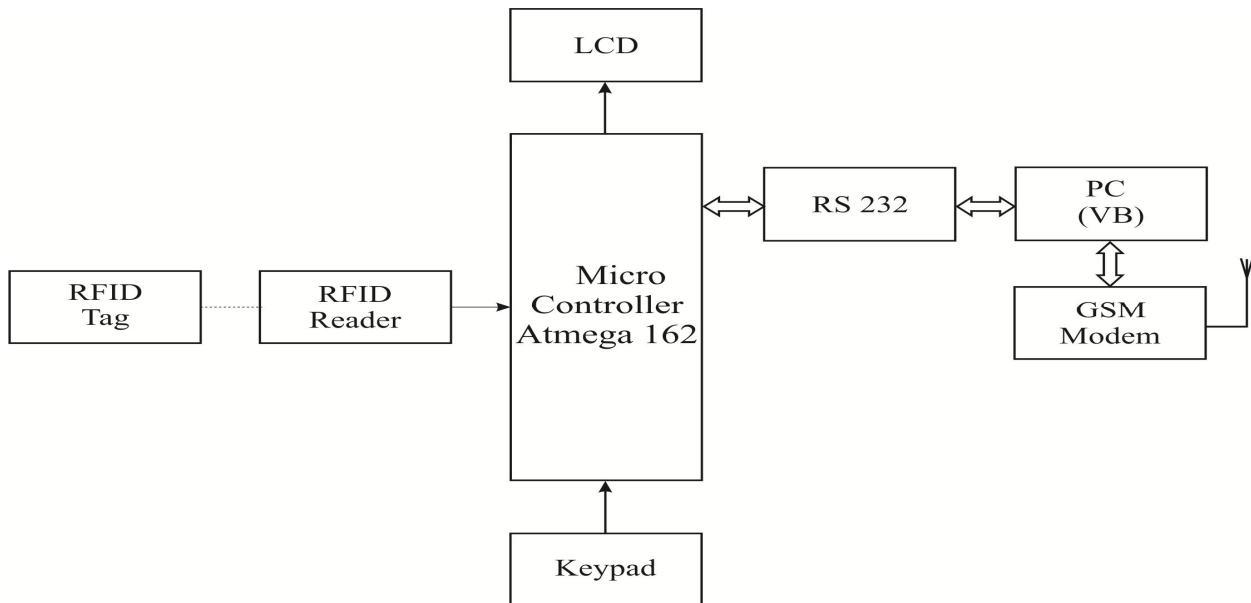 LCD
RS 232
PC
(VB)
RFID
Tag
RFID
Reader
Micro
Controller
Atmega 162
GSM
Modem
Keypad